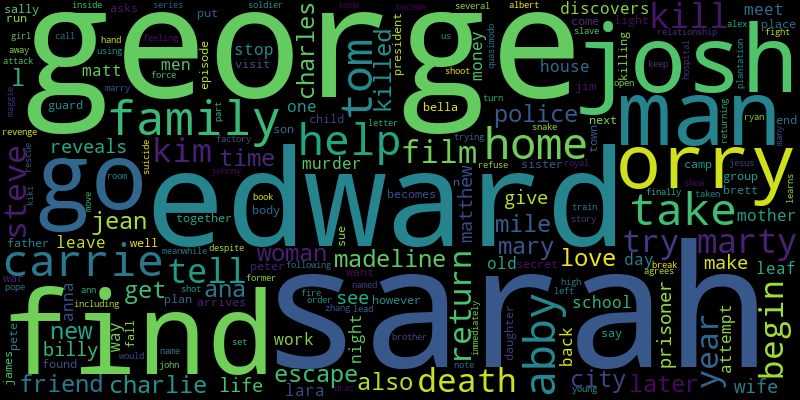 sally inside asks series soldier several albert discovers
run girl call hand become us come light kill meet
away using feeling put president know alex place
attack george josh
l matt men episode stop charles tom killed money shoot quasimodo house killing relationship fight
maggie force visit slave hospital plantation
marry guard one bella jim keep open
revenge family part child letter turn police next town man returning ryan end many
steve reveals kim factory son help trying film snake home orry
rescue kiki go time murder refuse sister royal camp group jesus learns
suicide johnny matthew n give finally show taken
jean room edward becomes train story take brett mother
move book body together sue mile
father leave well meanwhile despite mary try marty
carrie tell woman peter following madeline old secret love day break agrees make leaf
war pope ann shot former want return high
anna get plan arrives ana fire see however immediately left abby school year attempt prisoner begin
including order named zhang lead
find saran
new way fall set work night brother daughter say
pete billy found name would escape note back city later wife
james friend charlie john life lara drac also death young